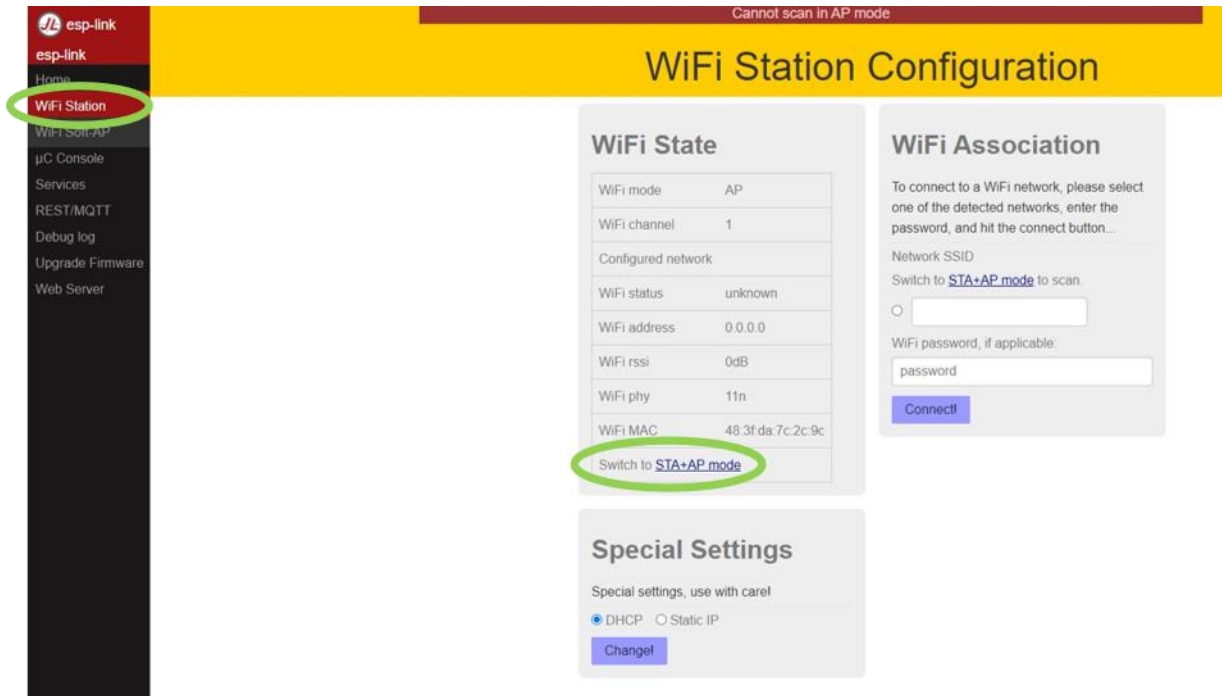 Cannot scan in AP mode
esp-link
esp-link
Home
WiFi Station
WiFi Soft-AP
µC Console
Services
REST/MQTT
Debug log
Upgrade Firmware
Web Server
WiFi Station Configuration
WiFi State
WiFi mode AP
WiFi channel 1
Configured network
WiFi status unknown
WiFi address 0.0.0.0
WiFi rssi 0dB
WiFi phy 11n
WiFi MAC 48:3f:da:7c:2c:9c
Switch to STA+AP mode
WiFi Association
To connect to a WiFi network, please select
one of the detected networks, enter the
password, and hit the connect button...
Network SSID
Switch to STA+AP mode to scan.
WiFi password, if applicable:
password
Connect!
Special Settings
Special settings, use with care!
DHCP Static IP
Change!